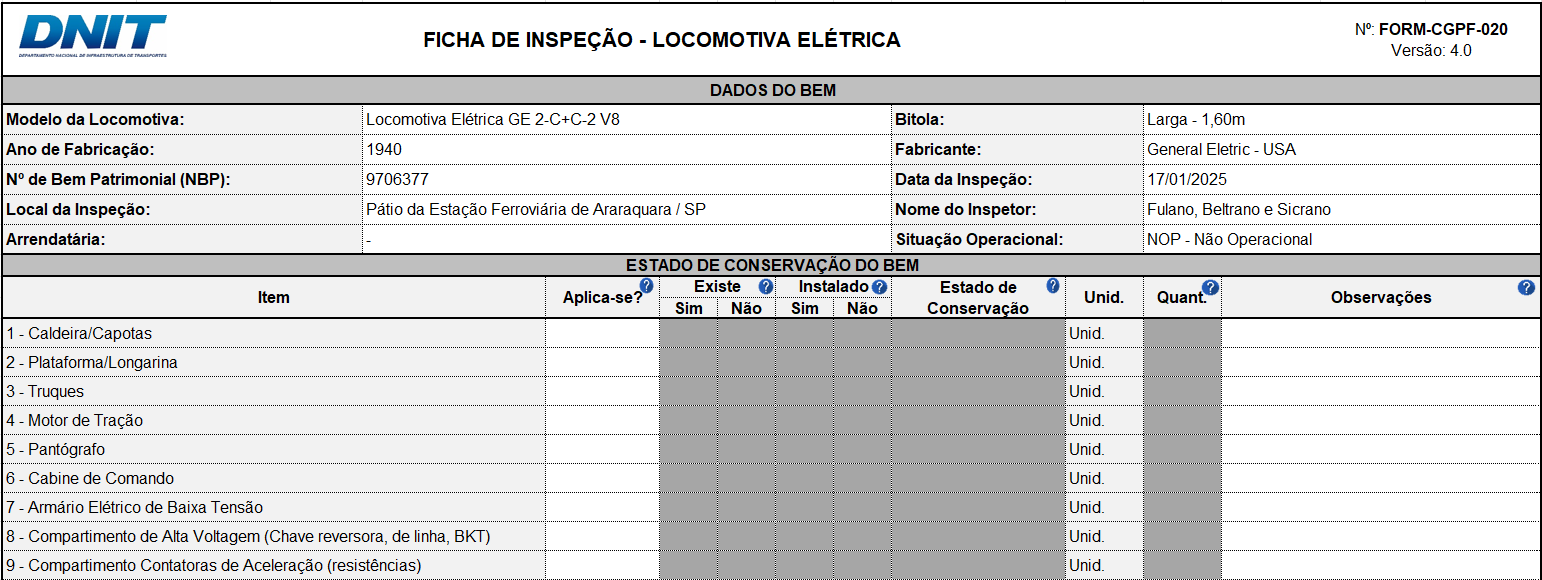 DNIT
DEPARTAMENTO NACIONAL DE INFRAESTRUTURA DE TRANSPORTES
FICHA DE INSPEÇÃO - LOCOMOTIVA ELÉTRICA
Nº: FORM-CGPF-020
Versão: 4.0
DADOS DO BEM
Modelo da Locomotiva: Locomotiva Elétrica GE 2-C+C-2 V8 Bitola: Larga - 1,60m
Ano de Fabricação: 1940 Fabricante: General Eletric - USA
Nº de Bem Patrimonial (NBP): 9706377 Data da Inspeção: 17/01/2025
Local da Inspeção: Pátio da Estação Ferroviária de Araraquara / SP Nome do Inspetor: Fulano, Beltrano e Sicrano
Arrendatária: - Situação Operacional: NOP - Não Operacional
ESTADO DE CONSERVAÇÃO DO BEM
Item Aplica-se? ? Existe ? Instalado ? Estado de Conservação ? Unid. Quant. ? Observações ?
Sim Não Sim Não
1 - Caldeira/Capotas Unid.
2 - Plataforma/Longarina Unid.
3 - Truques Unid.
4 - Motor de Tração Unid.
5 - Pantógrafo Unid.
6 - Cabine de Comando Unid.
7 - Armário Elétrico de Baixa Tensão Unid.
8 - Compartimento de Alta Voltagem (Chave reversora, de linha, BKT) Unid.
9 - Compartimento Contatoras de Aceleração (resistências) Unid.